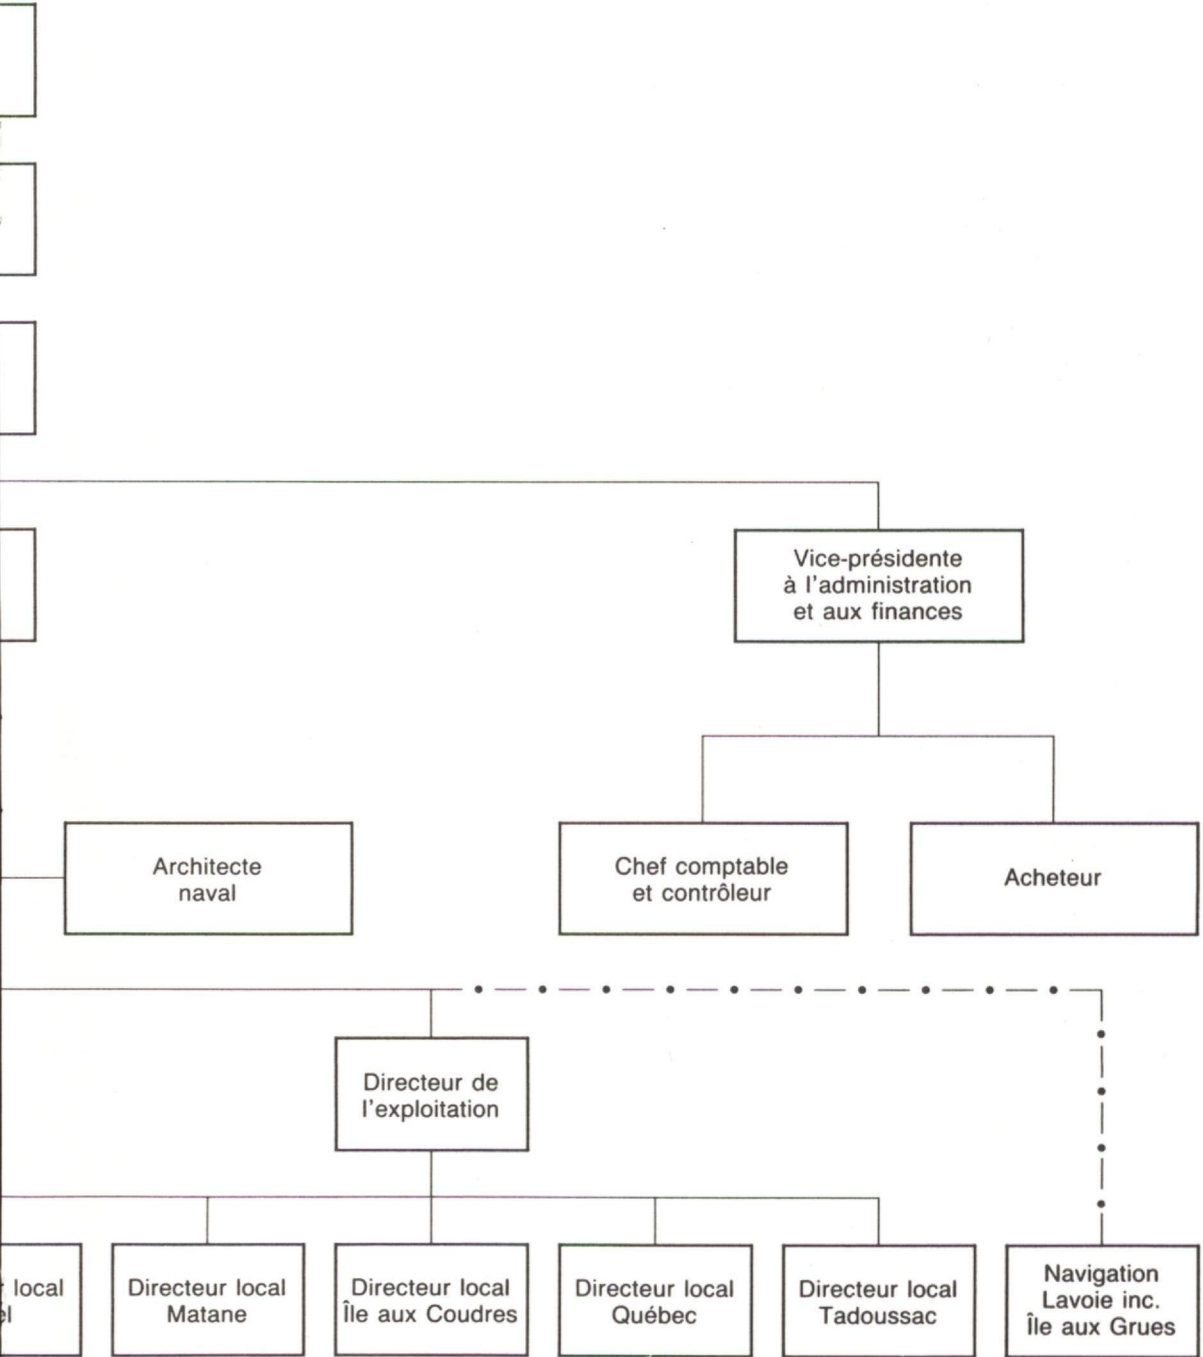 Vice-présidente
à l'administration
et aux finances
Architecte
naval
Chef comptable
et contrôleur
Acheteur
Directeur de
l'exploitation
local
Directeur local
Matane
Directeur local
Île aux Coudres
Directeur local
Québec
Directeur local
Tadoussac
Navigation
Lavoie inc.
Île aux Grues